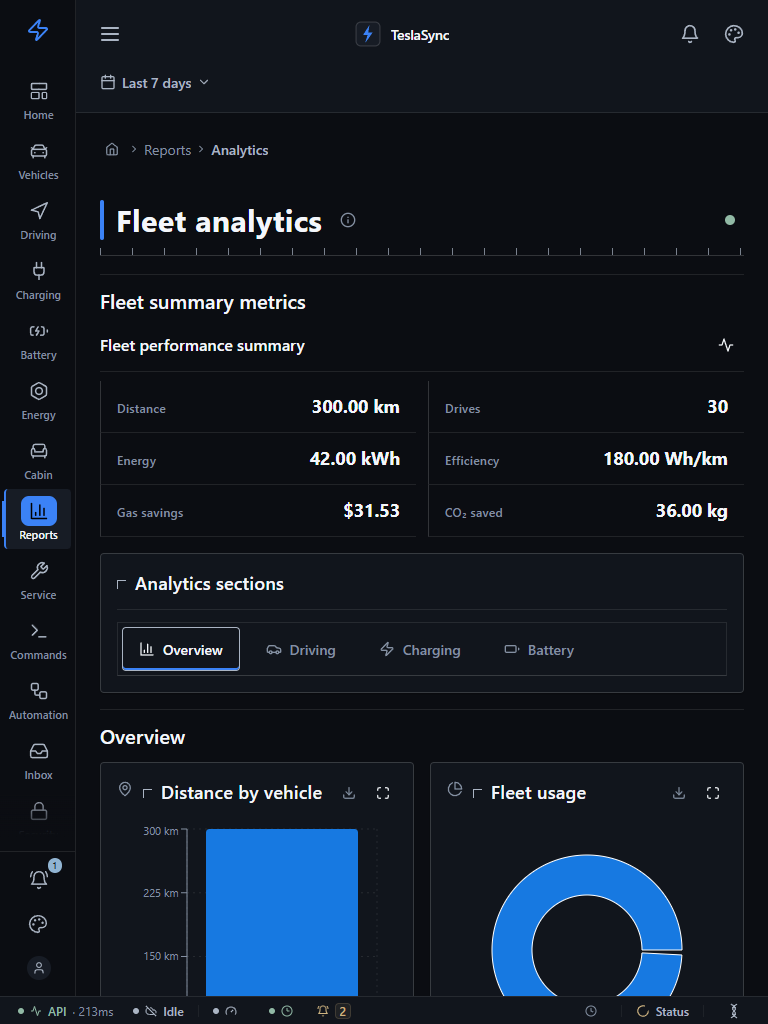 TeslaSync
Last 7 days
Home
Vehicles
Driving
Charging
Battery
Energy
Cabin
Reports
Service
Commands
Automation
Inbox
1
Reports > Analytics
Fleet analytics
Fleet summary metrics
Fleet performance summary
Distance 300.00 km
Drives 30
Energy 42.00 kWh
Efficiency 180.00 Wh/km
Gas savings $31.53
CO₂ saved 36.00 kg
Analytics sections
Overview Driving Charging Battery
Overview
Distance by vehicle
300 km
225 km
150 km
Fleet usage
API · 213ms Idle 2 Status